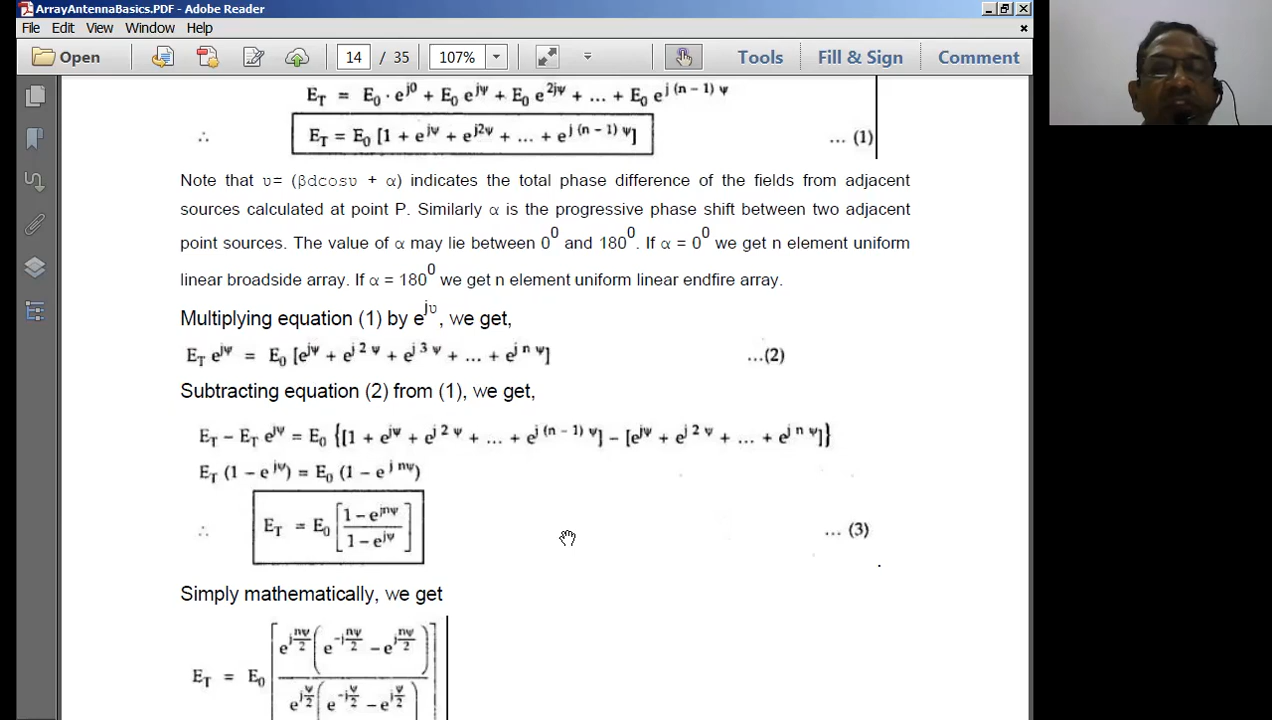 ArrayAntennaBasics.PDF - Adobe Reader
File Edit View Window Help
Open 14 / 35 107% Tools Fill & Sign Comment
E_T = E_0 · e^{j0} + E_0 e^{jψ} + E_0 e^{2jψ} + ... + E_0 e^{j (n − 1) ψ}
∴ E_T = E_0 [1 + e^{jψ} + e^{j2ψ} + ... + e^{j (n − 1) ψ}] ... (1)
Note that υ= (βdcosυ + α) indicates the total phase difference of the fields from adjacent
sources calculated at point P. Similarly α is the progressive phase shift between two adjacent
point sources. The value of α may lie between 0^0 and 180^0. If α = 0^0 we get n element uniform
linear broadside array. If α = 180^0 we get n element uniform linear endfire array.
Multiplying equation (1) by e^{jυ}, we get,
E_T e^{jψ} = E_0 [e^{jψ} + e^{j 2 ψ} + e^{j 3 ψ} + ... + e^{j n ψ}] ...(2)
Subtracting equation (2) from (1), we get,
E_T − E_T e^{jψ} = E_0 {[1 + e^{jψ} + e^{j 2 ψ} + ... + e^{j (n − 1) ψ}] − [e^{jψ} + e^{j 2 ψ} + ... + e^{j n ψ}]}
E_T (1 − e^{jψ}) = E_0 (1 − e^{j nψ})
∴ E_T = E_0 [(1 − e^{jnψ}) / (1 − e^{jψ})] ... (3)
Simply mathematically, we get
E_T = E_0 [e^{j nψ/2} (e^{−j nψ/2} − e^{j nψ/2}) / e^{j ψ/2} (e^{−j ψ/2} − e^{j ψ/2})]